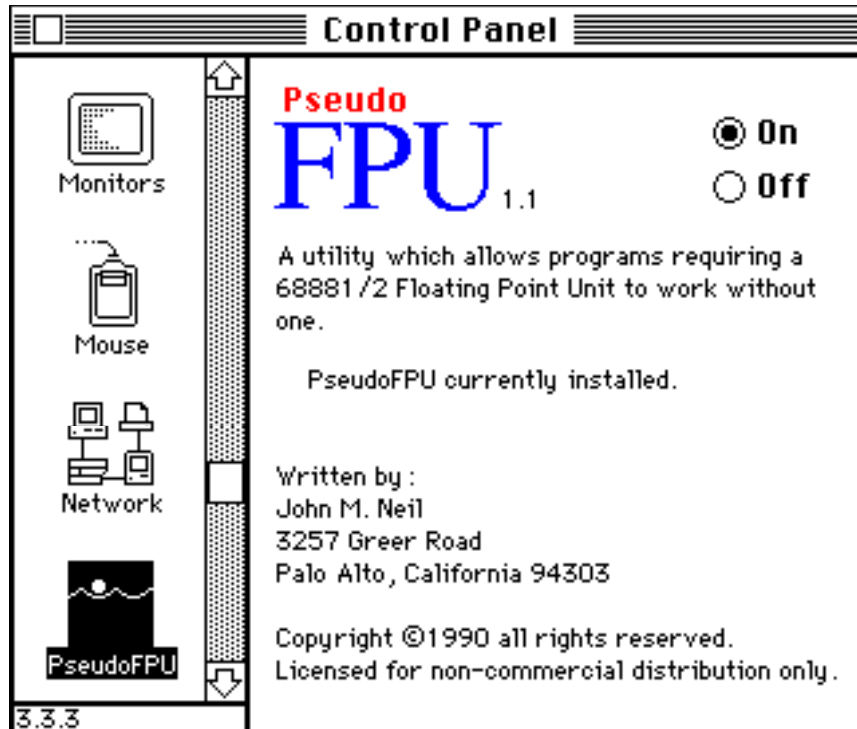 Control Panel
Monitors
Mouse
Network
PseudoFPU
3.3.3
Pseudo
FPU 1.1
On
Off
A utility which allows programs requiring a
68881/2 Floating Point Unit to work without
one.
PseudoFPU currently installed.
Written by :
John M. Neil
3257 Greer Road
Palo Alto, California 94303
Copyright ©1990 all rights reserved.
Licensed for non-commercial distribution only.